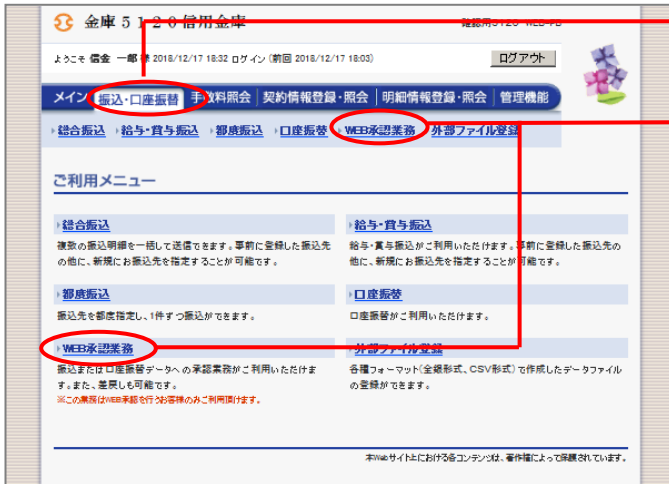 金庫5120信用金庫
確認用5120 WEB-FB
ようこそ 信金 一郎 様 2018/12/17 18:32 ログイン (前回 2018/12/17 18:03)
ログアウト
メイン 振込・口座振替 手数料照会 契約情報登録・照会 明細情報登録・照会 管理機能
総合振込 給与・賞与振込 都度振込 口座振替 WEB承認業務 外部ファイル登録
ご利用メニュー
総合振込
複数の振込明細を一括して送信できます。事前に登録した振込先
の他に、新規にお振込先を指定することが可能です。
給与・賞与振込
給与・賞与振込がご利用いただけます。事前に登録した振込先の
他に、新規にお振込先を指定することが可能です。
都度振込
振込先を都度指定し、1件ずつ振込ができます。
口座振替
口座振替がご利用いただけます。
WEB承認業務
振込または口座振替データへの承認業務がご利用いただけま
す。また、差戻しも可能です。
※この業務はWEB承認を行うお客様のみご利用頂けます。
外部ファイル登録
各種フォーマット(全銀形式、CSV形式)で作成したデータファイル
の登録ができます。
本Webサイト上における各コンテンツは、著作権によって保護されています。